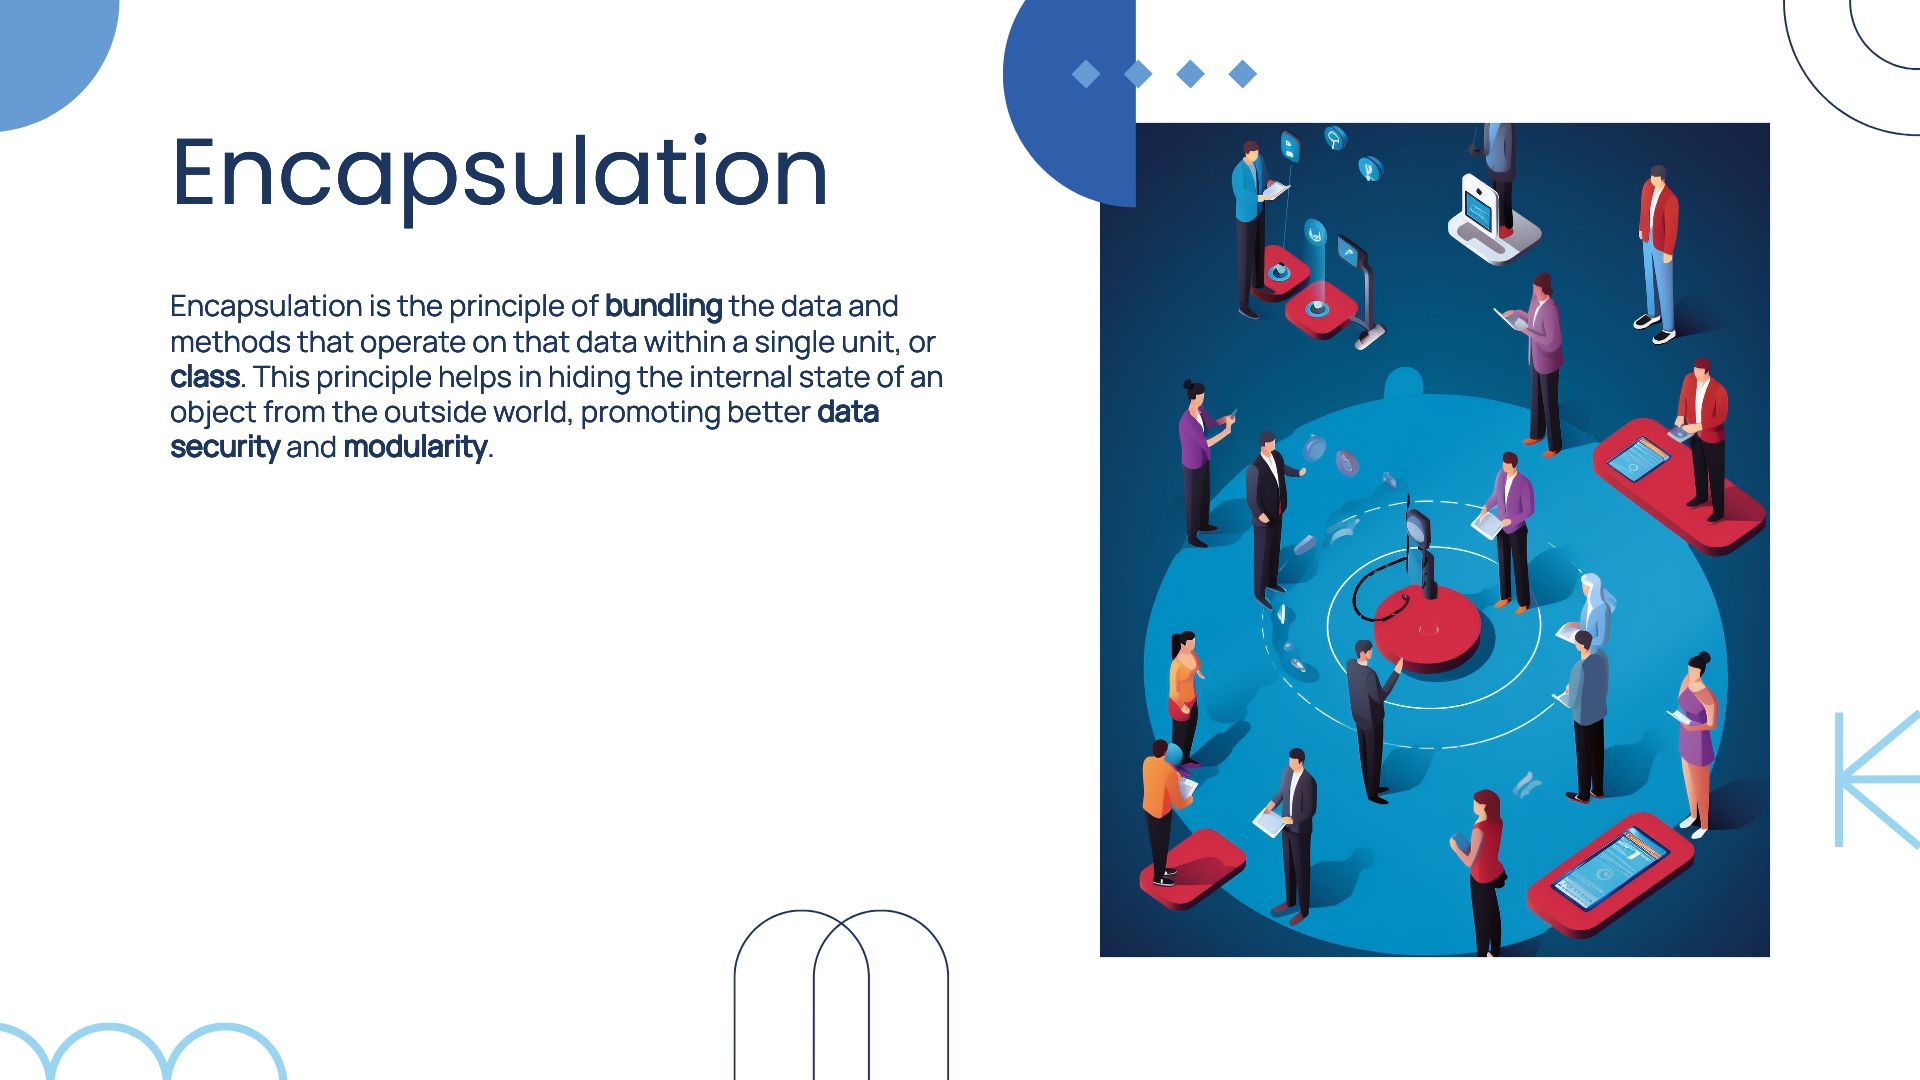 Encapsulation
Encapsulation is the principle of bundling the data and
methods that operate on that data within a single unit, or
class. This principle helps in hiding the internal state of an
object from the outside world, promoting better data
security and modularity.